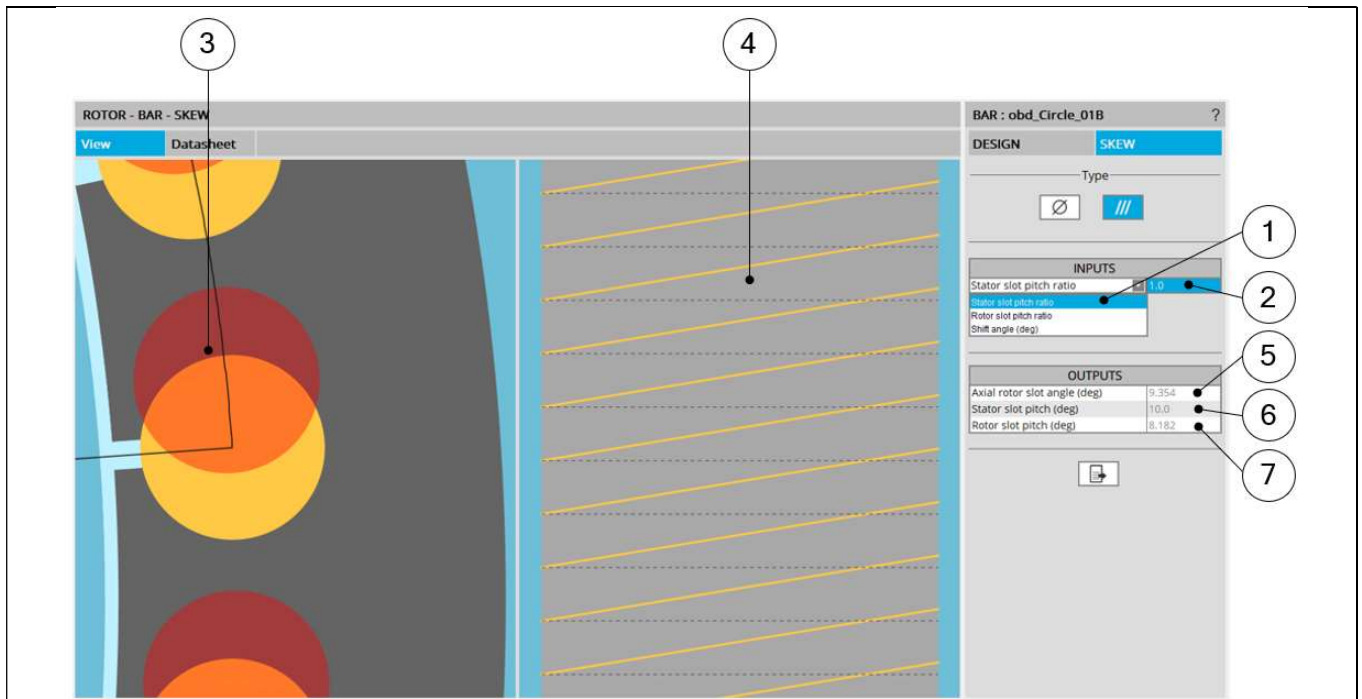 3
4
ROTOR - BAR - SKEW
BAR : obd_Circle_01B ?
View Datasheet
DESIGN SKEW
Type
Ø ///
1
INPUTS
Stator slot pitch ratio 1.0
2
Stator slot pitch ratio
Rotor slot pitch ratio
Shift angle (deg)
5
OUTPUTS
Axial rotor slot angle (deg) 9.354
Stator slot pitch (deg) 10.0
6
Rotor slot pitch (deg) 8.182
7